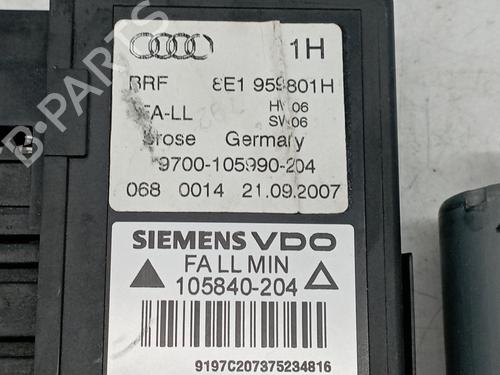 1H
BRF 8E1 959801H
FA-LL HW.06
SW.06
Brose Germany
9700-105990-204
068 0014 21.09.2007
SIEMENS VDO
FA LL MIN
105840-204
9197C207375234816
B-PARTS